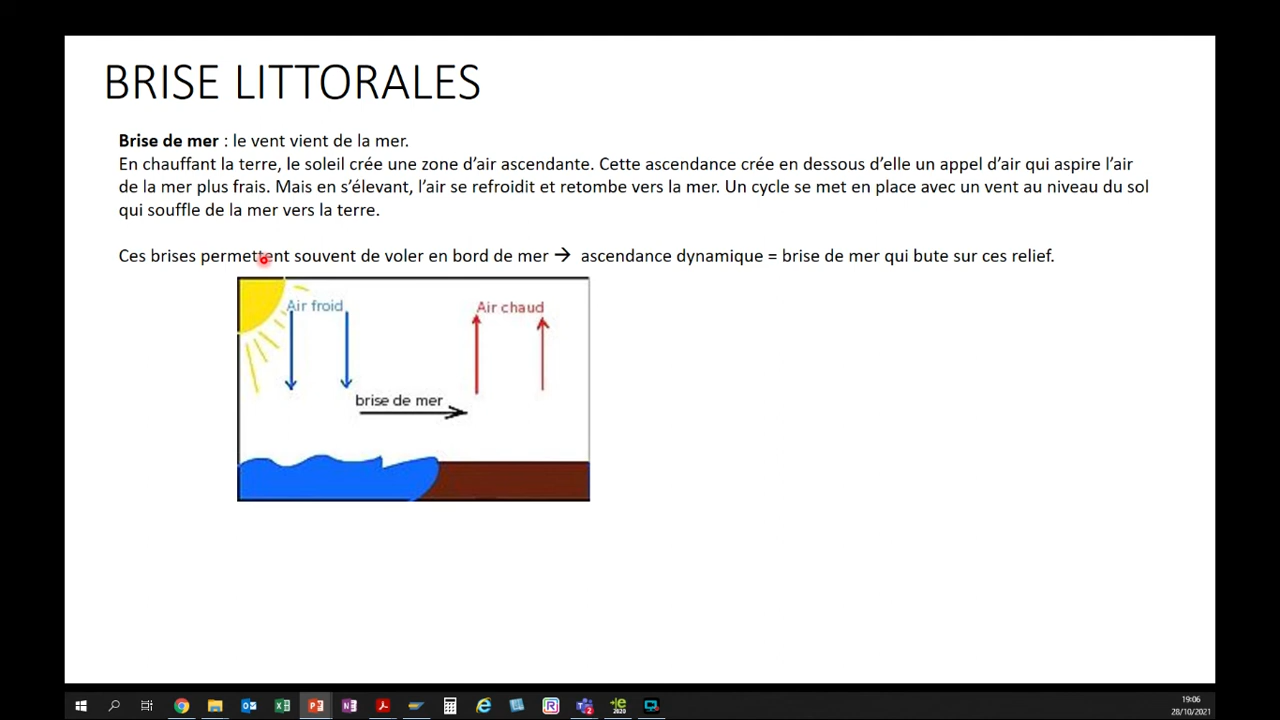 BRISE LITTORALES
Brise de mer : le vent vient de la mer.
En chauffant la terre, le soleil crée une zone d’air ascendante. Cette ascendance crée en dessous d’elle un appel d’air qui aspire l’air
de la mer plus frais. Mais en s’élevant, l’air se refroidit et retombe vers la mer. Un cycle se met en place avec un vent au niveau du sol
qui souffle de la mer vers la terre.
Ces brises permettent souvent de voler en bord de mer → ascendance dynamique = brise de mer qui bute sur ces relief.
Air froid
Air chaud
brise de mer
19:06
28/10/2021